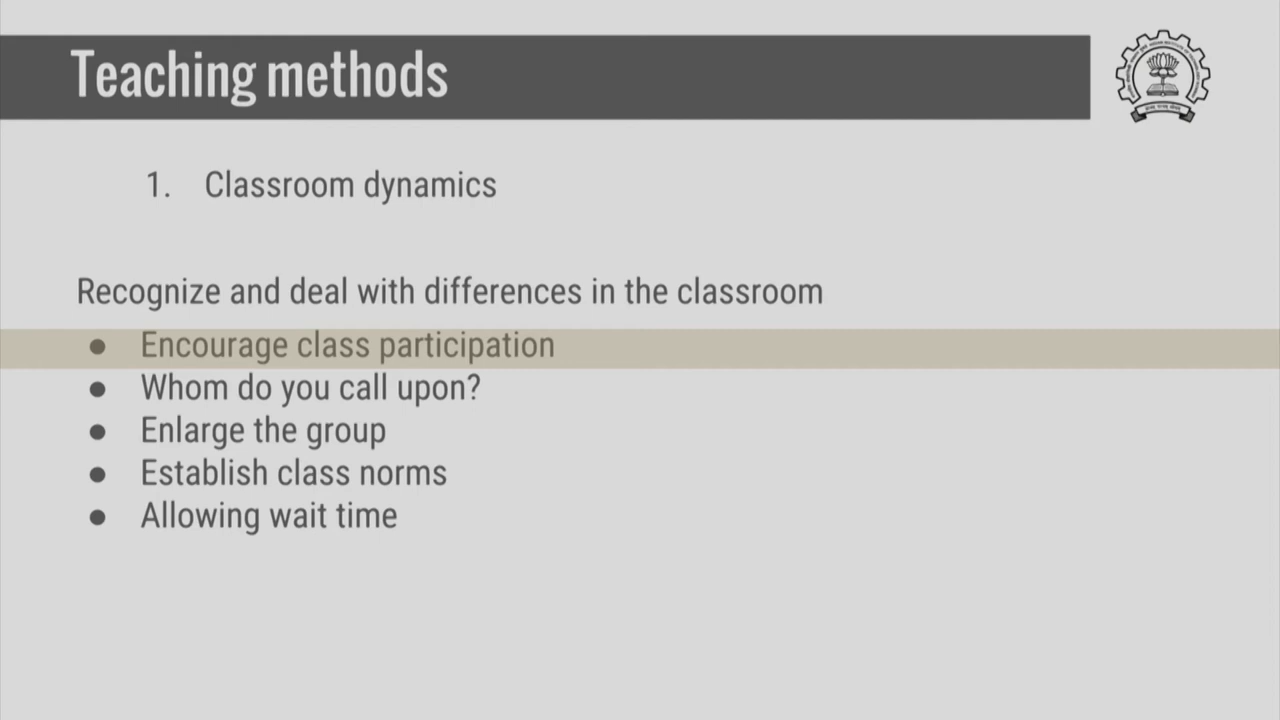 Teaching methods
1. Classroom dynamics
Recognize and deal with differences in the classroom
● Encourage class participation
● Whom do you call upon?
● Enlarge the group
● Establish class norms
● Allowing wait time